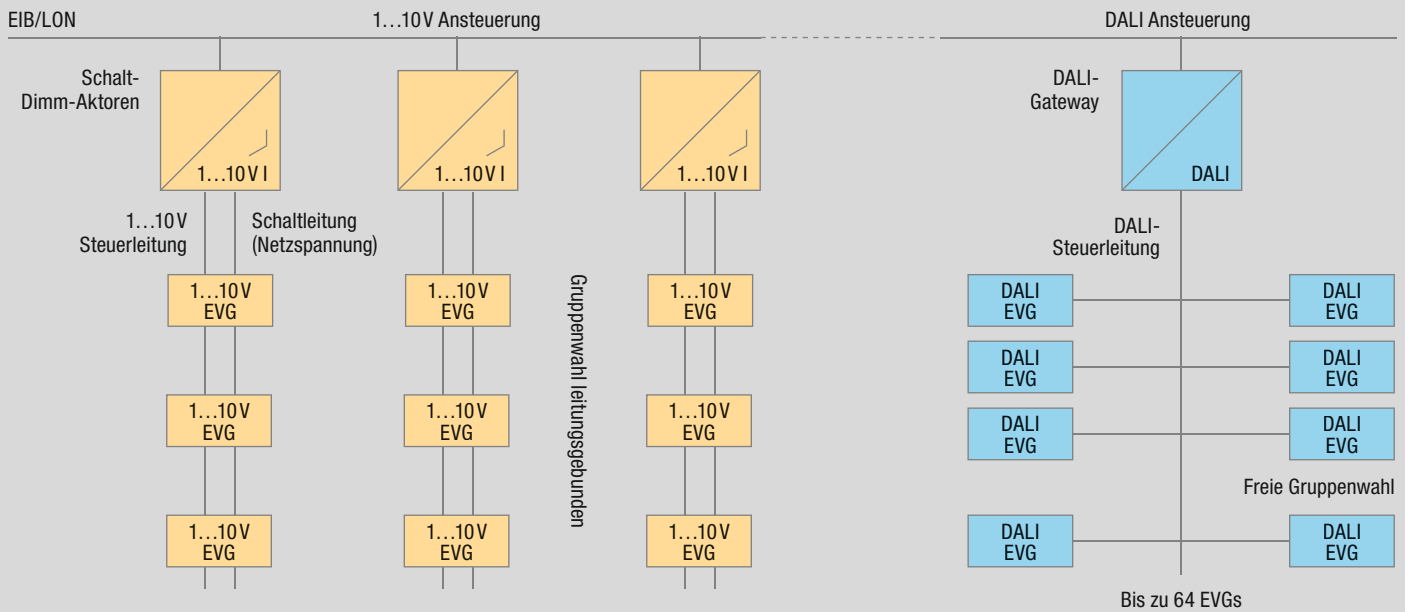 EIB/LON
1...10 V Ansteuerung
DALI Ansteuerung
Schalt-
Dimm-Aktoren
1...10 V I
1...10 V I
1...10 V I
DALI-
Gateway
DALI
1...10 V
Steuerleitung
Schaltleitung
(Netzspannung)
DALI-
Steuerleitung
1...10 V
EVG
1...10 V
EVG
1...10 V
EVG
1...10 V
EVG
1...10 V
EVG
1...10 V
EVG
1...10 V
EVG
1...10 V
EVG
1...10 V
EVG
Gruppenwahl leitungsgebunden
DALI
EVG
DALI
EVG
DALI
EVG
DALI
EVG
DALI
EVG
DALI
EVG
Freie Gruppenwahl
DALI
EVG
DALI
EVG
Bis zu 64 EVGs